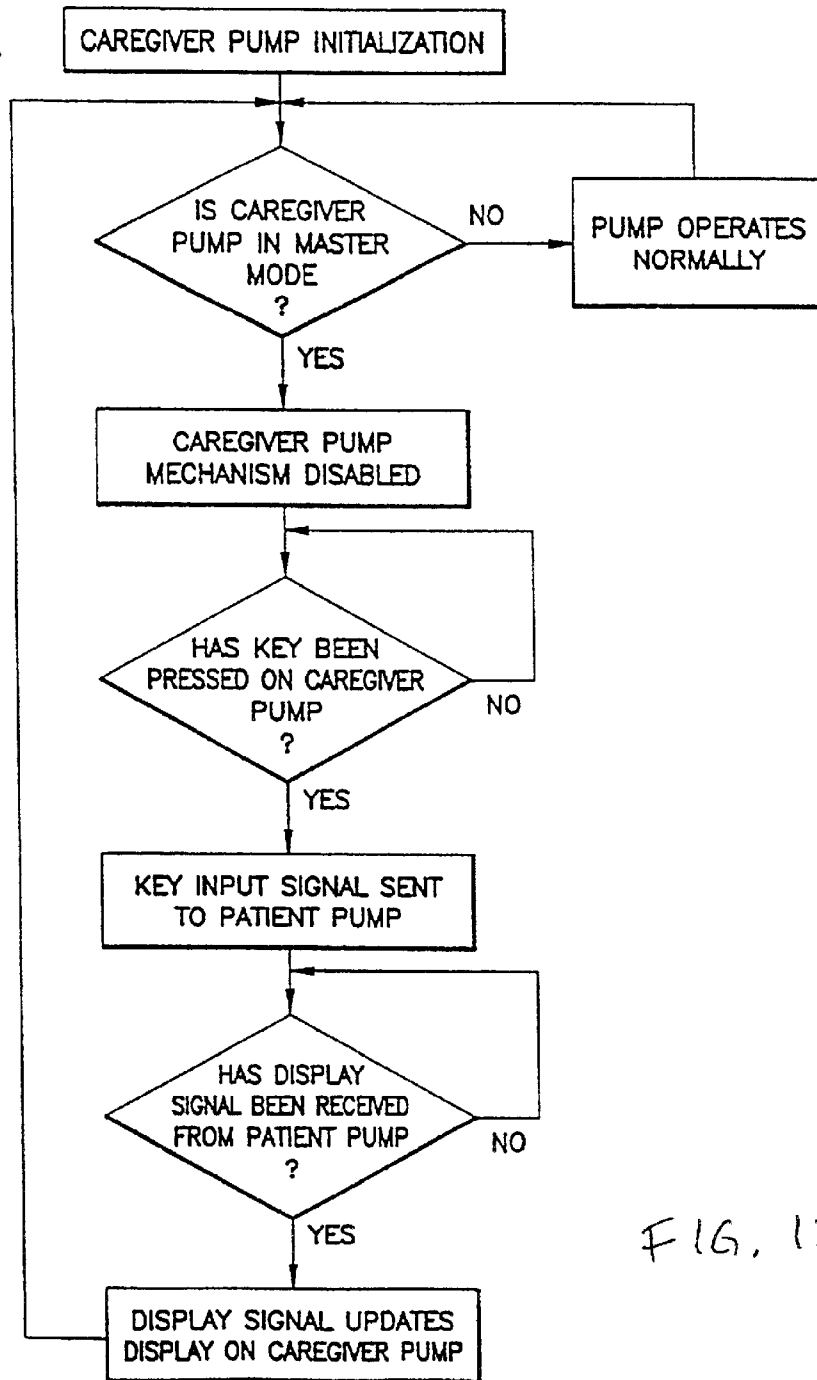 CAREGIVER PUMP INITIALIZATION
IS CAREGIVER
PUMP IN MASTER
MODE
?
NO
PUMP OPERATES
NORMALLY
YES
CAREGIVER PUMP
MECHANISM DISABLED
HAS KEY BEEN
PRESSED ON CAREGIVER
PUMP
?
NO
YES
KEY INPUT SIGNAL SENT
TO PATIENT PUMP
HAS DISPLAY
SIGNAL BEEN RECEIVED
FROM PATIENT PUMP
?
NO
YES
DISPLAY SIGNAL UPDATES
DISPLAY ON CAREGIVER PUMP
FIG.